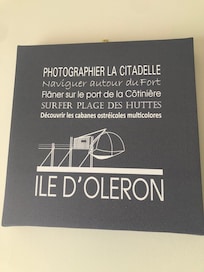 PHOTOGRAPHIER LA CITADELLE
Naviguer autour du Fort
Flâner sur le port de la Côtinière
SURFER PLAGE DES HUTTES
Découvrir les cabanes ostréicoles multicolores
ILE D'OLERON